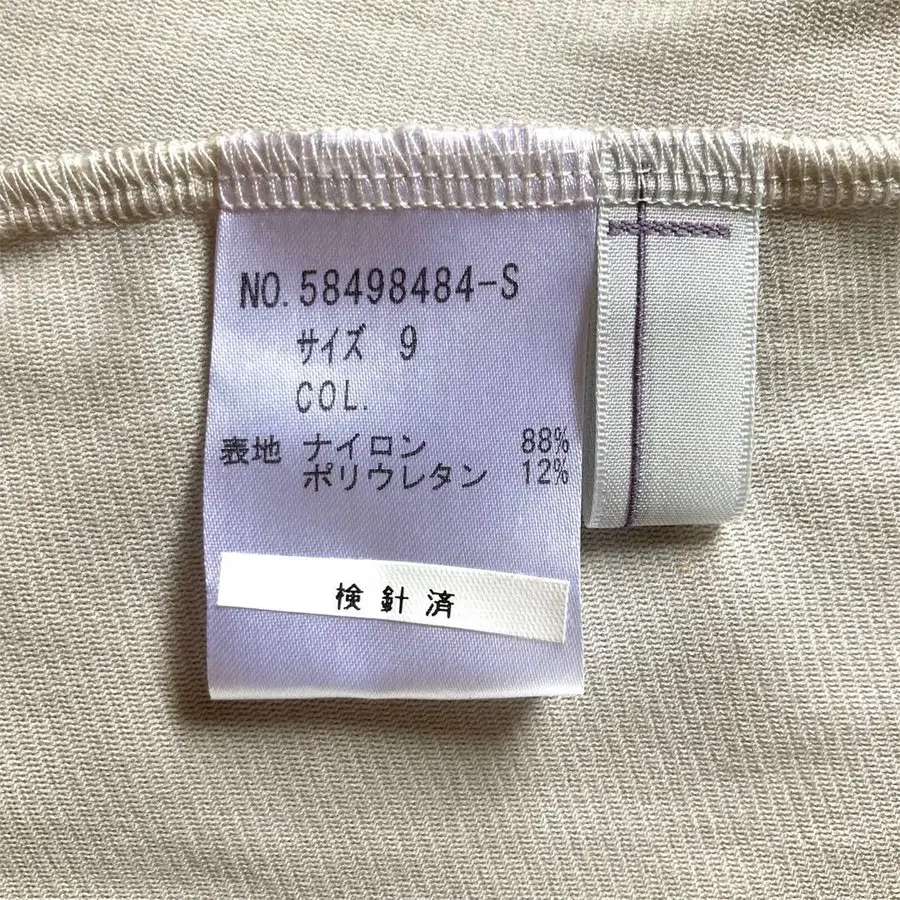 NO.58498484-S
サイズ 9
COL.
表地 ナイロン 88%
ポリウレタン 12%
検針済